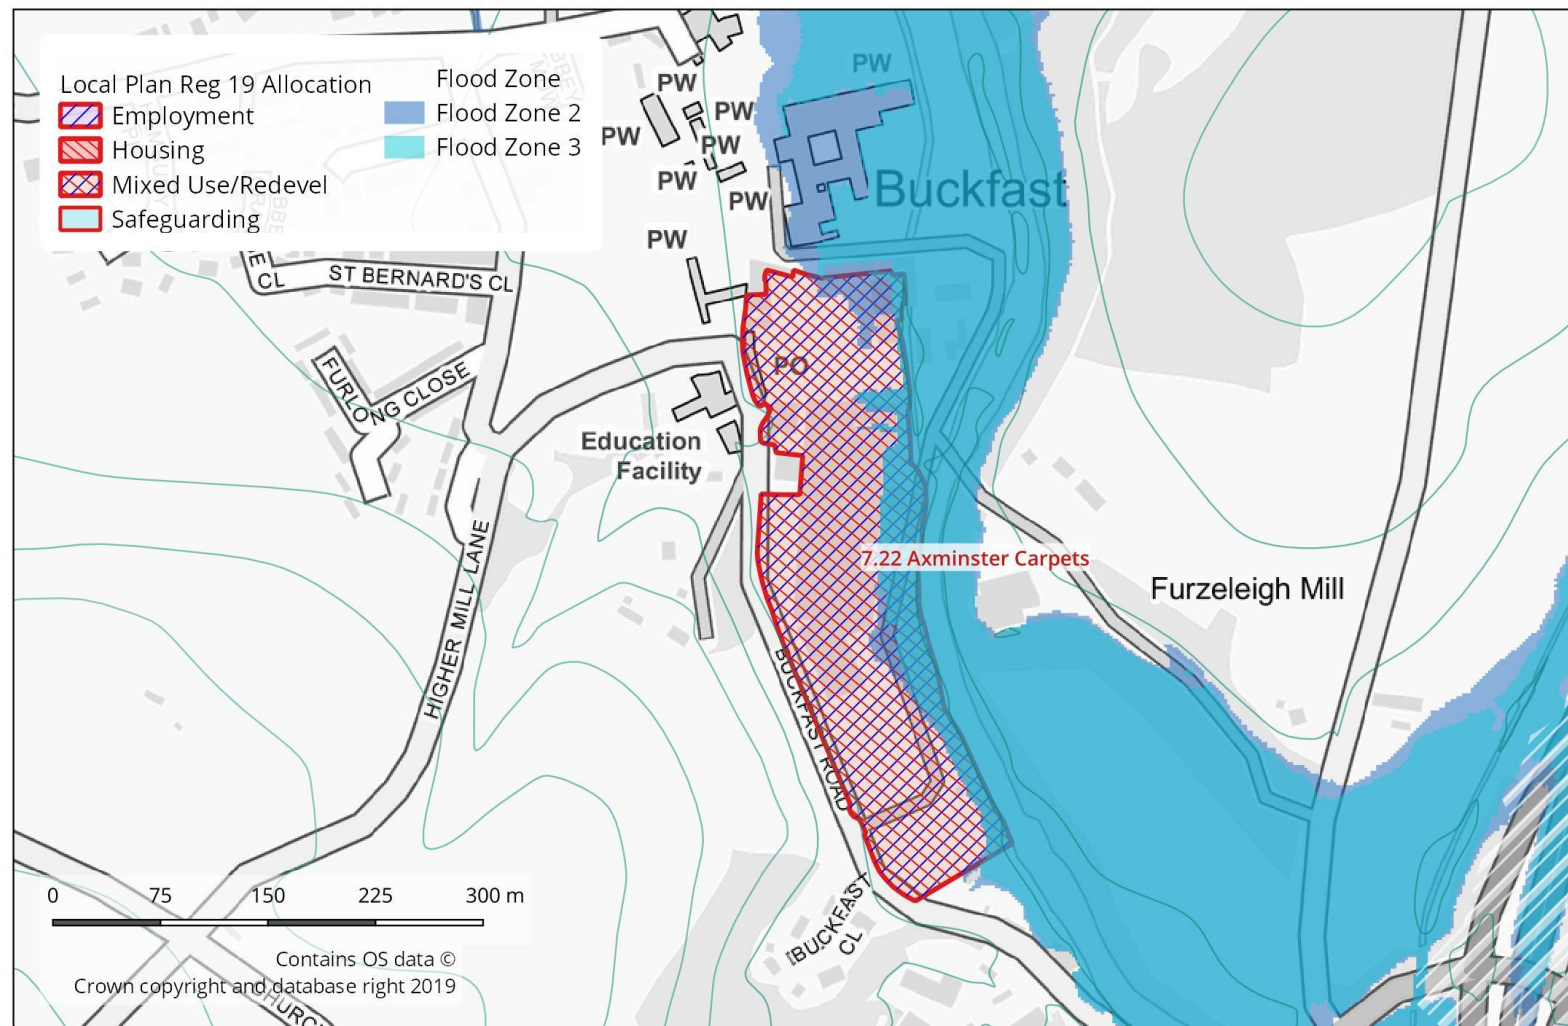 Local Plan Reg 19 Allocation
Employment
Housing
Mixed Use/Redevel
Safeguarding
Flood Zone
Flood Zone 2
Flood Zone 3
PW
PW
PW
PW
PW
PW
PW
PW
Buckfast
CL
ST BERNARD'S CL
FURLONG CLOSE
PO
Education
Facility
HIGHER MILL LANE
7.22 Axminster Carpets
Furzeleigh Mill
BUCKFAST ROAD
BUCKFAST
CL
0 75 150 225 300 m
Contains OS data ©
Crown copyright and database right 2019